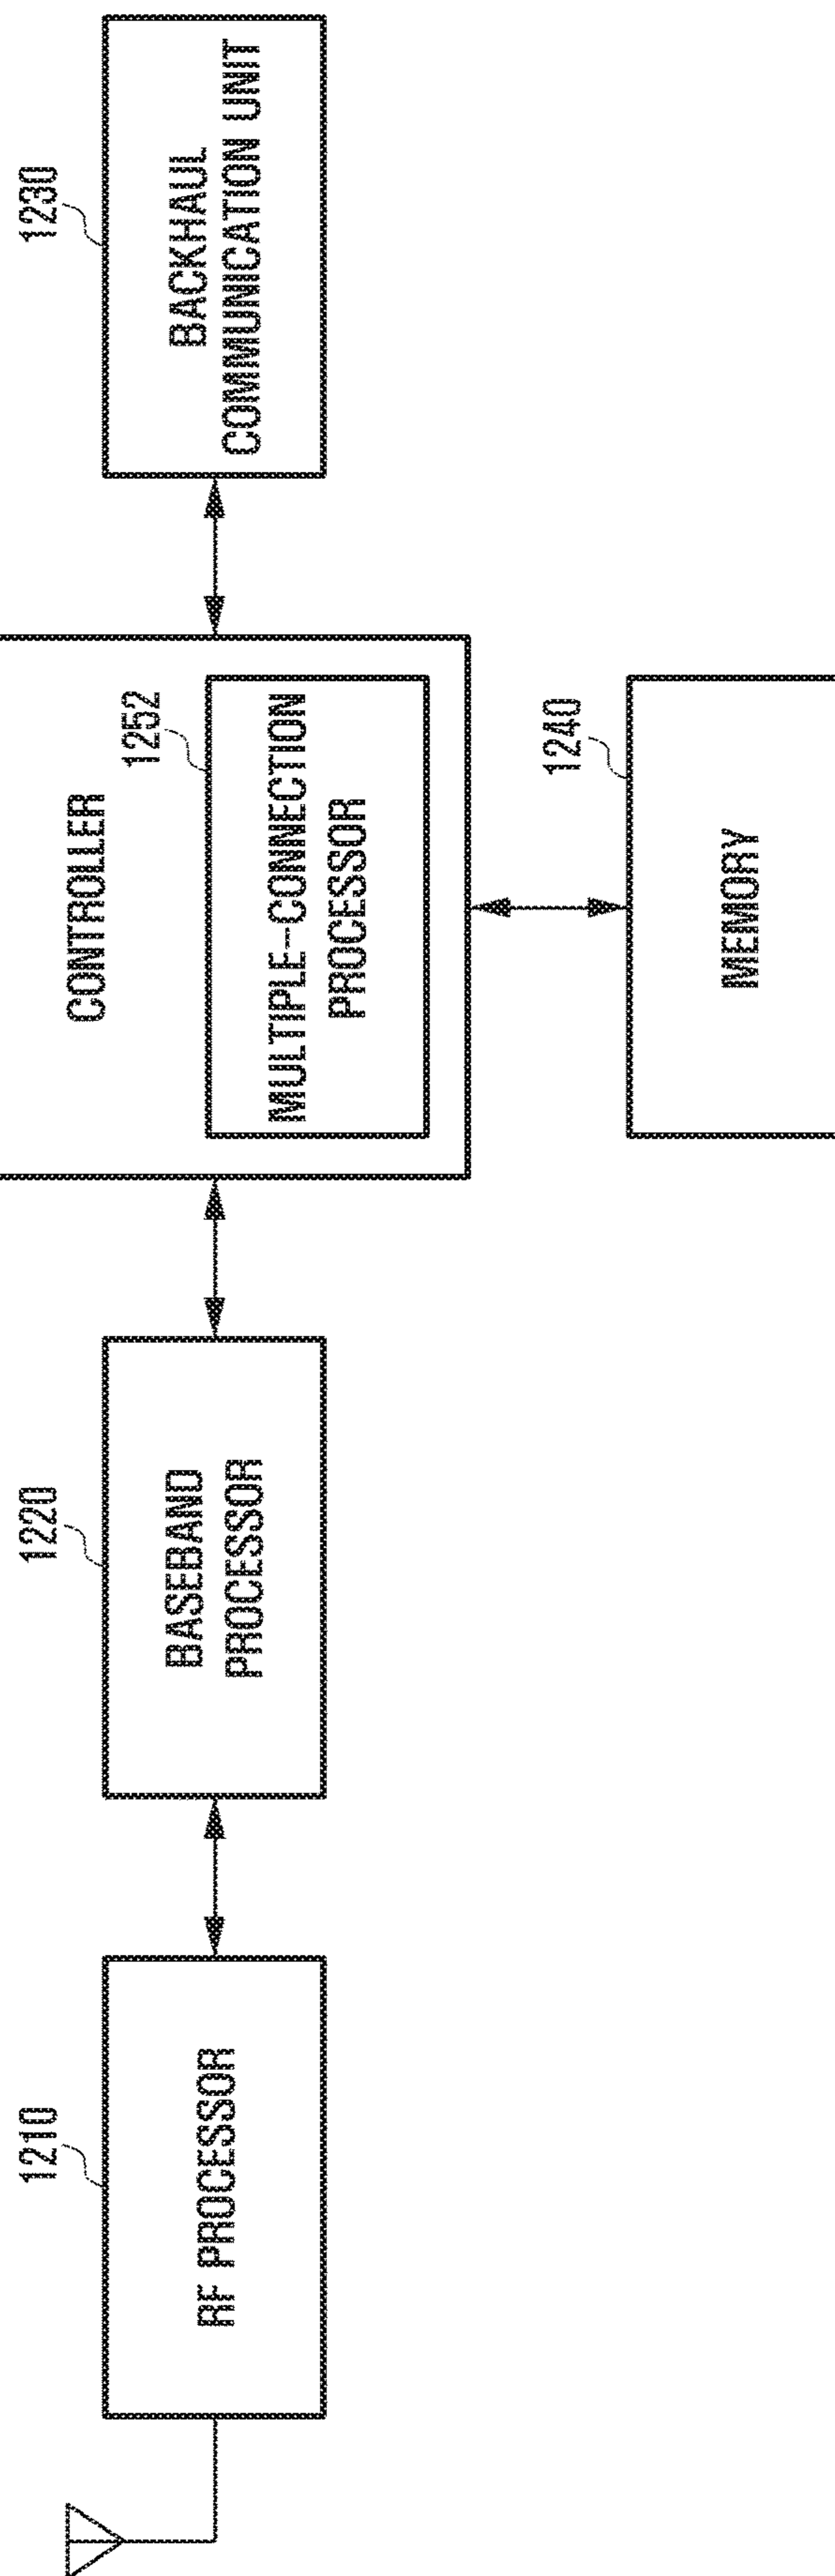 1210
RF PROCESSOR
1220
BASEBAND
PROCESSOR
CONTROLLER
1252
MULTIPLE-CONNECTION
PROCESSOR
1230
BACKHAUL
COMMUNICATION UNIT
1240
MEMORY